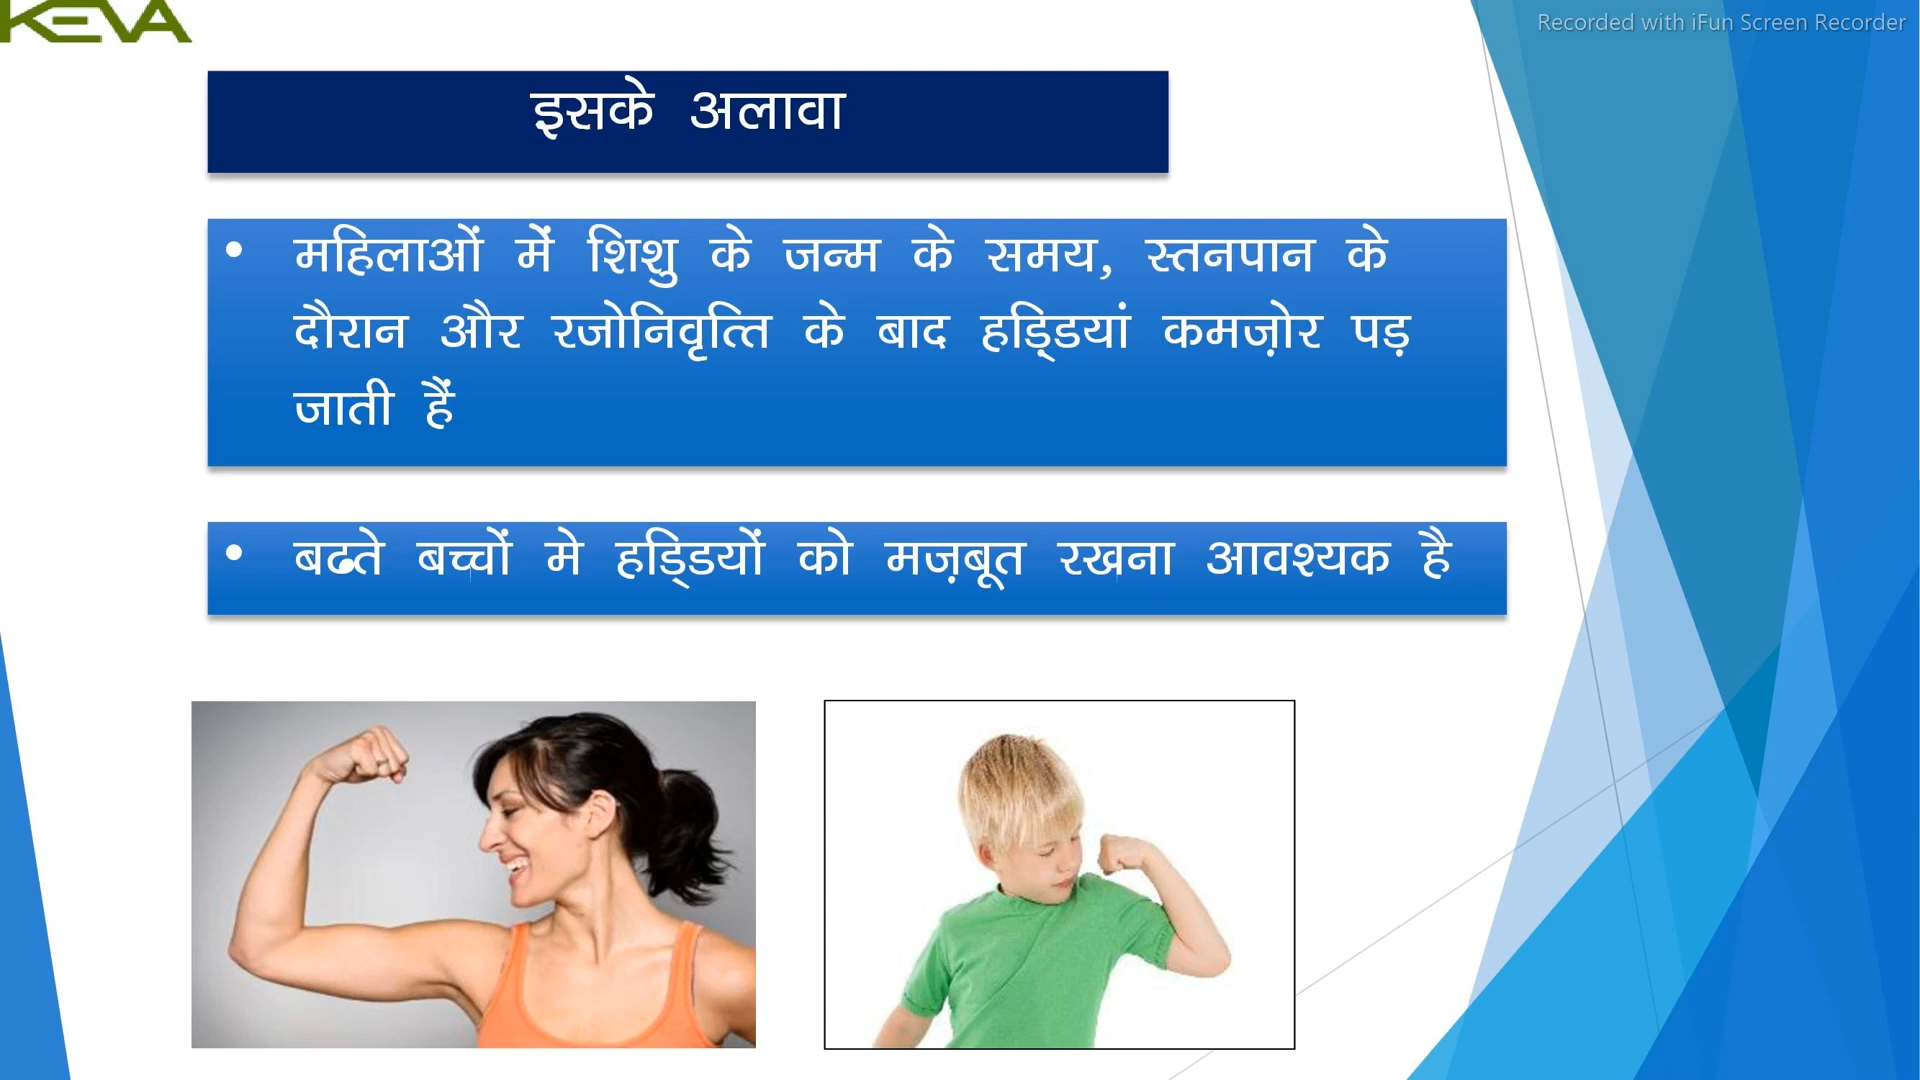 KEVA
Recorded with iFun Screen Recorder
इसके अलावा
• महिलाओं में शिशु के जन्म के समय, स्तनपान के
दौरान और रजोनिवृत्ति के बाद हड्डियां कमज़ोर पड़
जाती हैं
• बढते बच्चों मे हड्डियों को मज़बूत रखना आवश्यक है